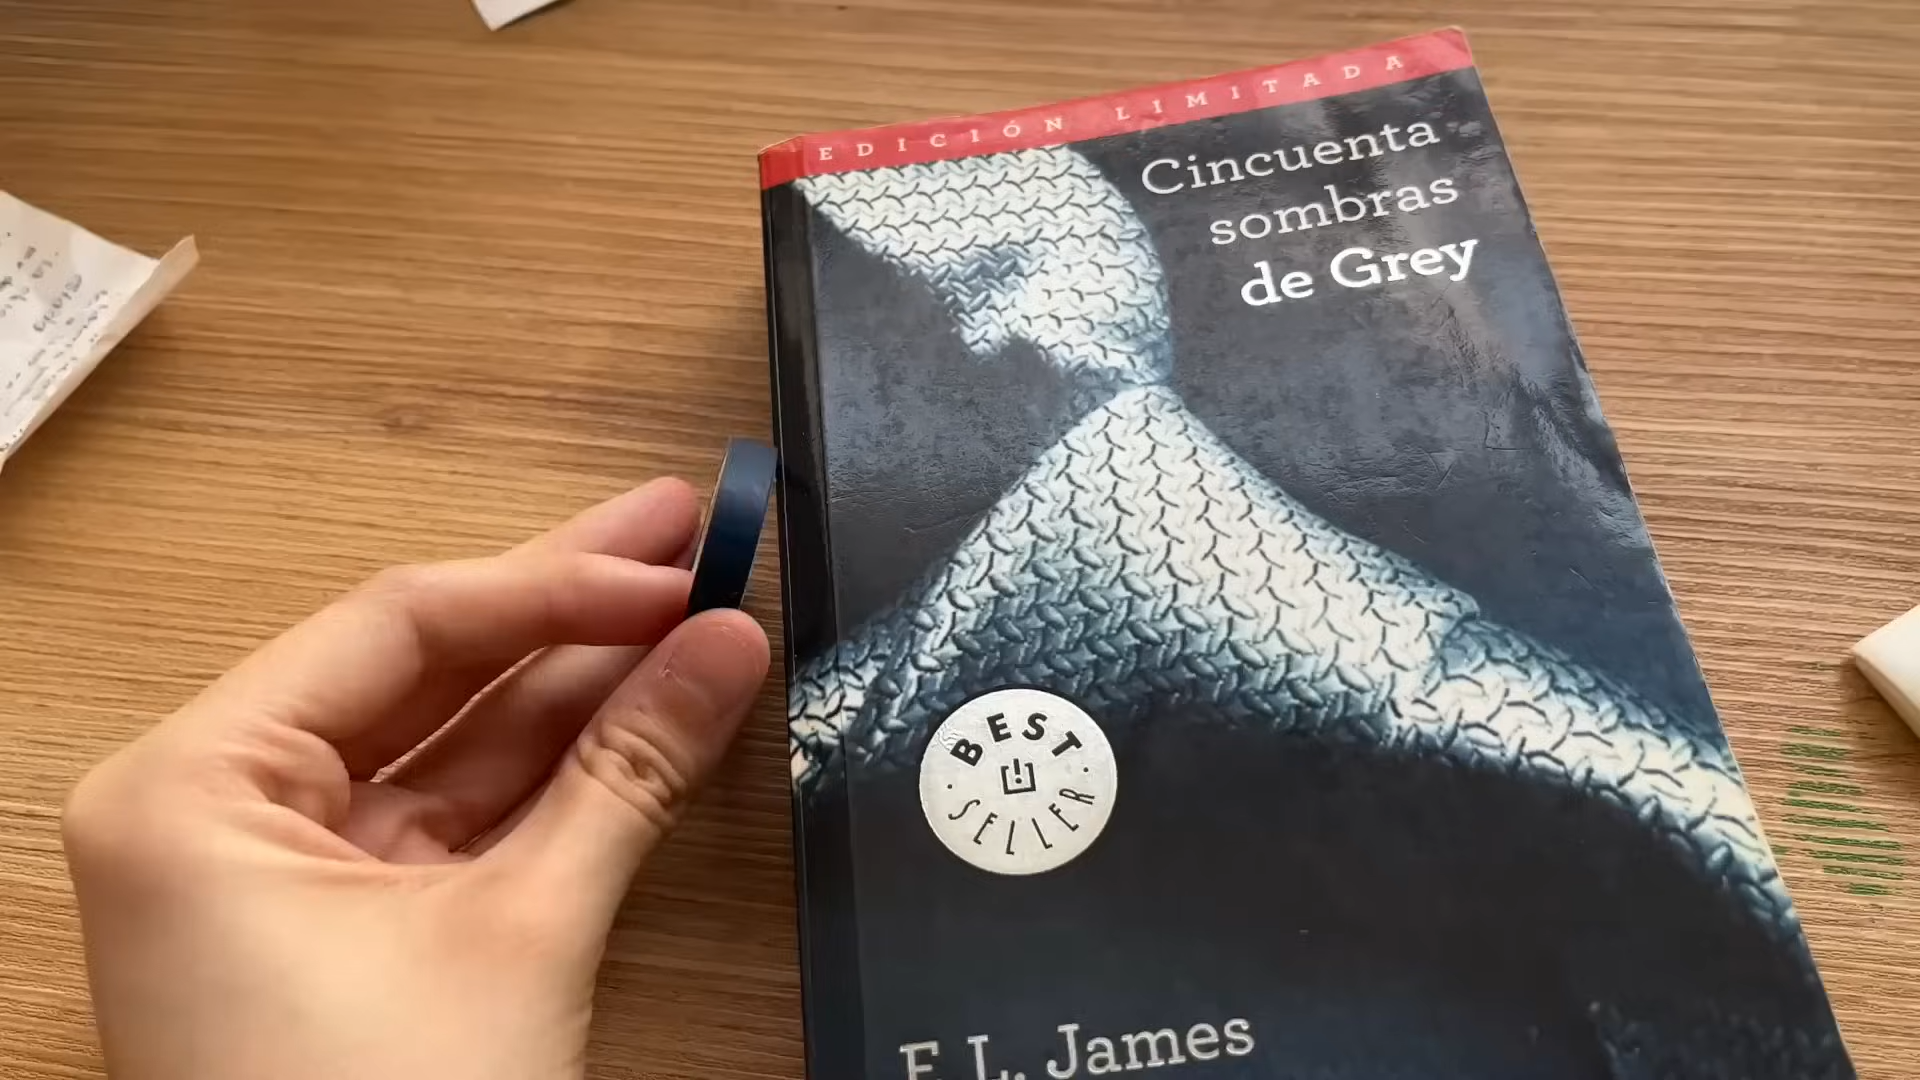 EDICIÓN LIMITADA
Cincuenta
sombras
de Grey
BEST
SELLER
E. L. James